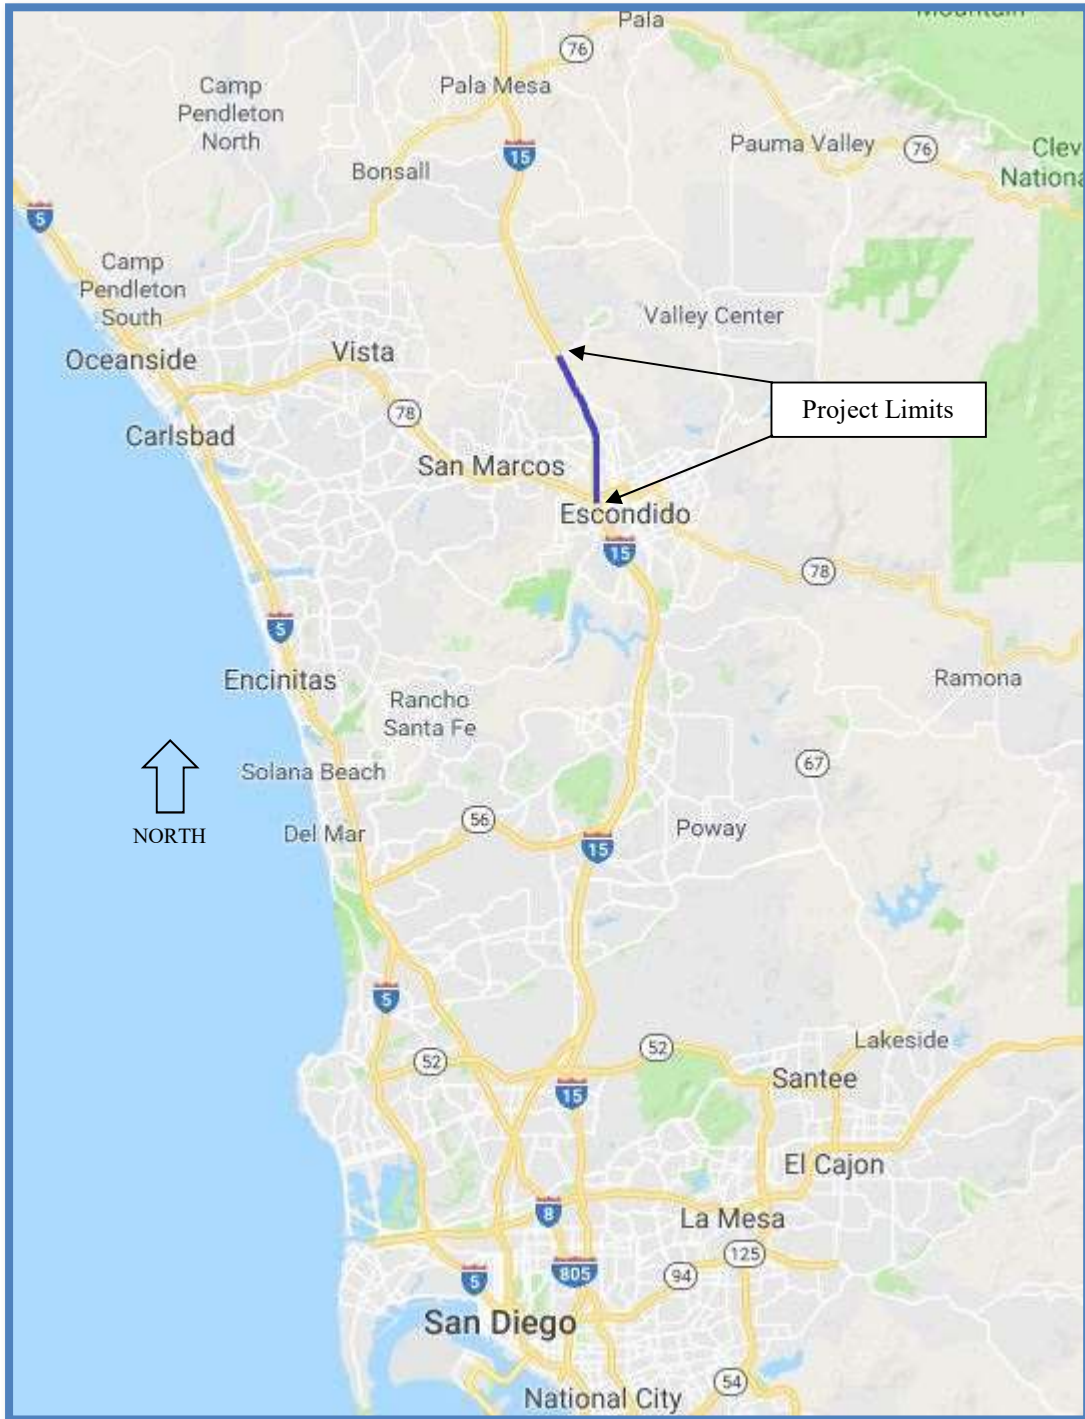 Mountain
Pala
76
Camp
Pendleton
North
Pala Mesa
15
Pauma Valley
76
Clev
Nationa
Bonsall
5
Camp
Pendleton
South
Valley Center
Oceanside
Vista
Project Limits
78
Carlsbad
San Marcos
Escondido
15
78
5
Encinitas
Rancho
Santa Fe
Ramona
67
Solana Beach
NORTH
Del Mar
56
Poway
15
5
52
52
Lakeside
Santee
15
El Cajon
8
La Mesa
125
5
805
94
San Diego
54
National City